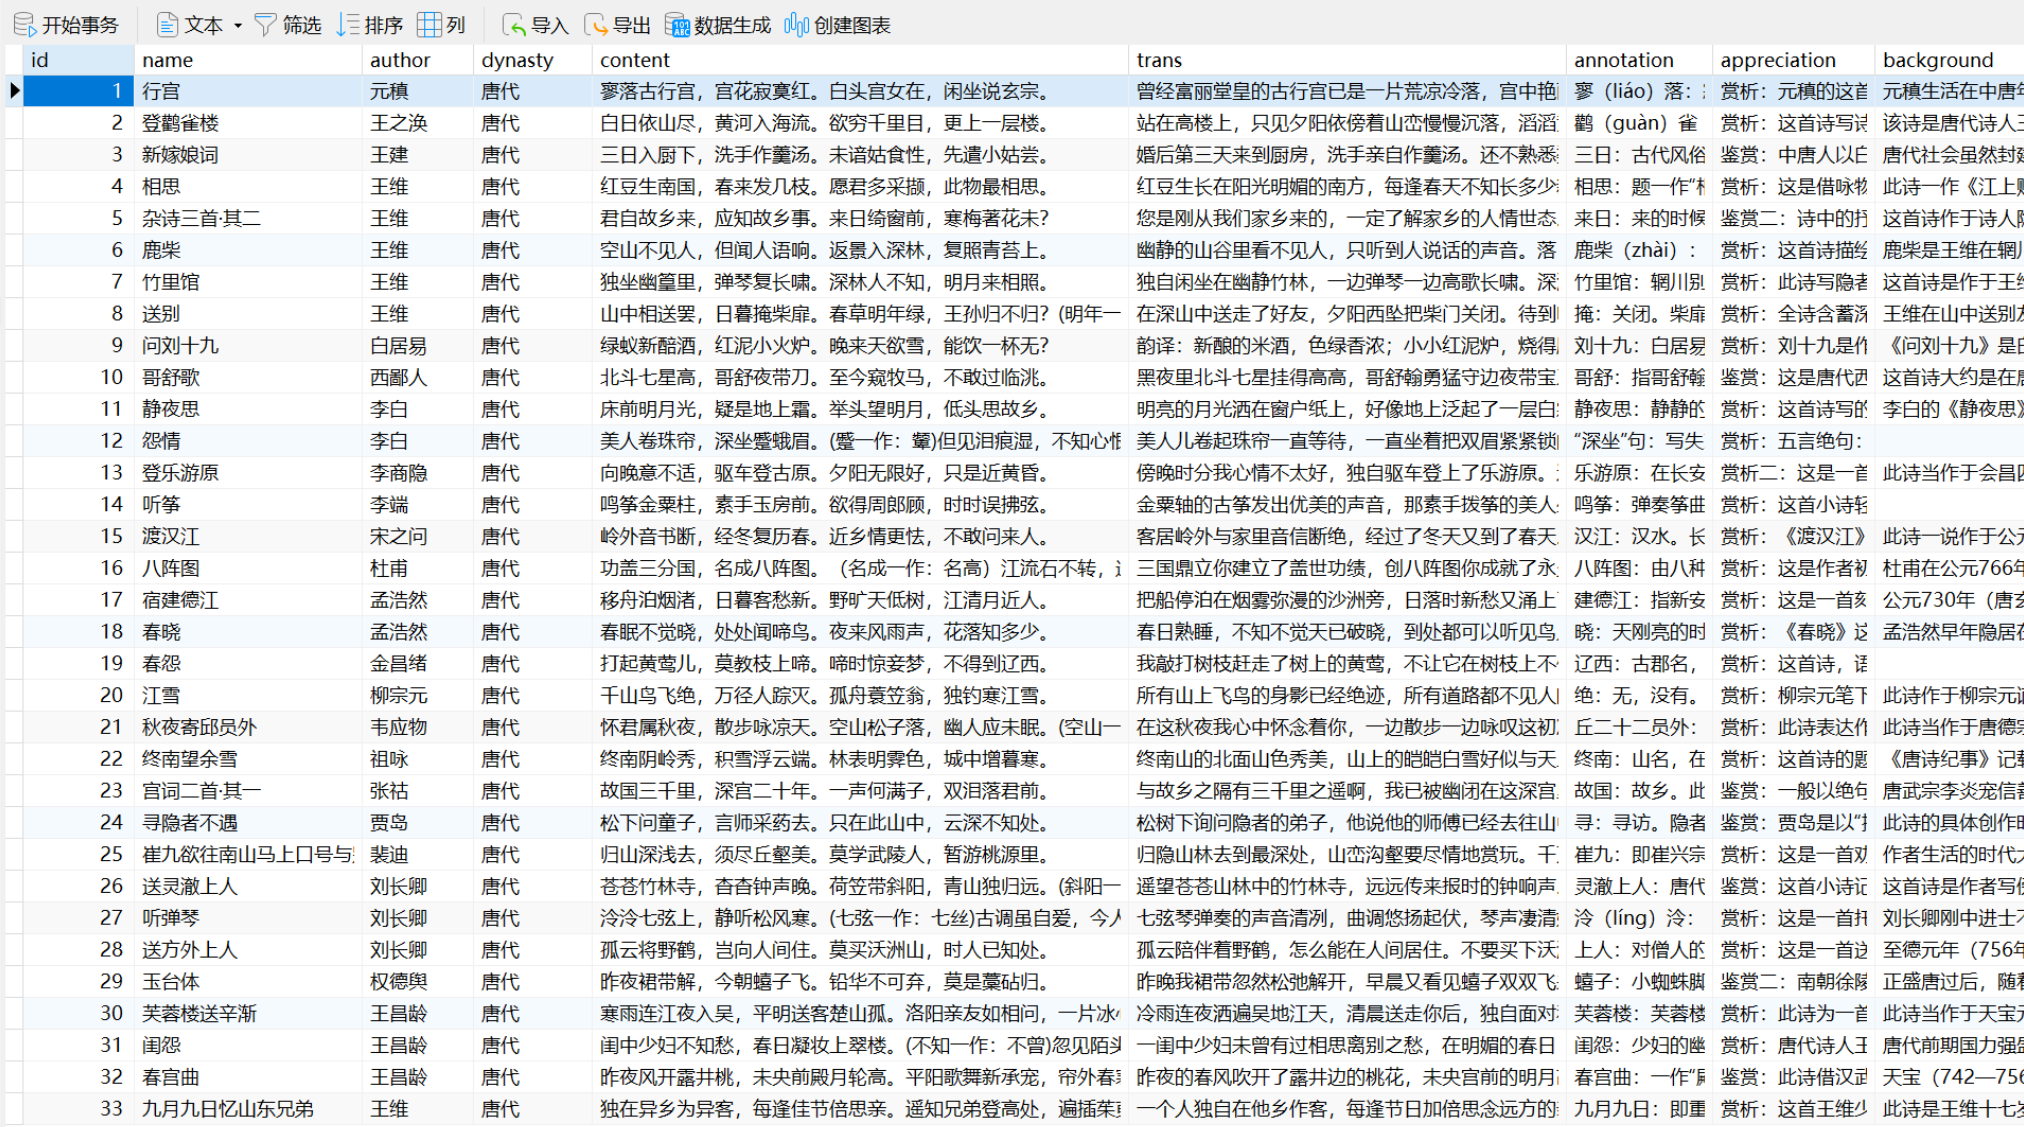 开始事务 文本 筛选 排序 列 导入 导出 数据生成 创建图表
id name author dynasty content trans annotation appreciation background
1 行宫 元稹 唐代 寥落古行宫，宫花寂寞红。白头宫女在，闲坐说玄宗。 曾经富丽堂皇的古行宫已是一片荒凉冷落，宫中艳 寥（liáo）落： 赏析：元稹的这首 元稹生活在中唐年
2 登鹳雀楼 王之涣 唐代 白日依山尽，黄河入海流。欲穷千里目，更上一层楼。 站在高楼上，只见夕阳依傍着山峦慢慢沉落，滔滔 鹳（guàn）雀 赏析：这首诗写诗 该诗是唐代诗人王
3 新嫁娘词 王建 唐代 三日入厨下，洗手作羹汤。未谙姑食性，先遣小姑尝。 婚后第三天来到厨房，洗手亲自作羹汤。还不熟悉 三日：古代风俗 鉴赏：中唐人以白 唐代社会虽然封建
4 相思 王维 唐代 红豆生南国，春来发几枝。愿君多采撷，此物最相思。 红豆生长在阳光明媚的南方，每逢春天不知长多少 相思：题一作“相 赏析：这是借咏物 此诗一作《江上赠
5 杂诗三首·其二 王维 唐代 君自故乡来，应知故乡事。来日绮窗前，寒梅著花未？ 您是刚从我们家乡来的，一定了解家乡的人情世态。 来日：来的时候 鉴赏二：诗中的抒 这首诗作于诗人隐
6 鹿柴 王维 唐代 空山不见人，但闻人语响。返景入深林，复照青苔上。 幽静的山谷里看不见人，只听到人说话的声音。落 鹿柴（zhài）： 赏析：这首诗描绘 鹿柴是王维在辋川
7 竹里馆 王维 唐代 独坐幽篁里，弹琴复长啸。深林人不知，明月来相照。 独自闲坐在幽静竹林，一边弹琴一边高歌长啸。深 竹里馆：辋川别 赏析：此诗写隐者 这首诗是作于王维
8 送别 王维 唐代 山中相送罢，日暮掩柴扉。春草明年绿，王孙归不归？(明年一 在深山中送走了好友，夕阳西坠把柴门关闭。待到 掩：关闭。柴扉 赏析：全诗含蓄深 王维在山中送别友
9 问刘十九 白居易 唐代 绿蚁新醅酒，红泥小火炉。晚来天欲雪，能饮一杯无？ 韵译：新酿的米酒，色绿香浓；小小红泥炉，烧得 刘十九：白居易 赏析：刘十九是作 《问刘十九》是白
10 哥舒歌 西鄙人 唐代 北斗七星高，哥舒夜带刀。至今窥牧马，不敢过临洮。 黑夜里北斗七星挂得高高，哥舒翰勇猛守边夜带宝 哥舒：指哥舒翰 鉴赏：这是唐代西 这首诗大约是在唐
11 静夜思 李白 唐代 床前明月光，疑是地上霜。举头望明月，低头思故乡。 明亮的月光洒在窗户纸上，好像地上泛起了一层白 静夜思：静静的 赏析：这首诗写的 李白的《静夜思》
12 怨情 李白 唐代 美人卷珠帘，深坐蹙蛾眉。(蹙一作：颦)但见泪痕湿，不知心恨 美人儿卷起珠帘一直等待，一直坐着把双眉紧紧锁 “深坐”句：写失 赏析：五言绝句：
13 登乐游原 李商隐 唐代 向晚意不适，驱车登古原。夕阳无限好，只是近黄昏。 傍晚时分我心情不太好，独自驱车登上了乐游原。 乐游原：在长安 赏析二：这是一首 此诗当作于会昌四
14 听筝 李端 唐代 鸣筝金粟柱，素手玉房前。欲得周郎顾，时时误拂弦。 金粟轴的古筝发出优美的声音，那素手拨筝的美人 鸣筝：弹奏筝曲 赏析：这首小诗轻
15 渡汉江 宋之问 唐代 岭外音书断，经冬复历春。近乡情更怯，不敢问来人。 客居岭外与家里音信断绝，经过了冬天又到了春天。 汉江：汉水。长 赏析：《渡汉江》 此诗一说作于公元
16 八阵图 杜甫 唐代 功盖三分国，名成八阵图。（名成一作：名高）江流石不转， 三国鼎立你建立了盖世功绩，创八阵图你成就了永 八阵图：由八种 赏析：这是作者初 杜甫在公元766年
17 宿建德江 孟浩然 唐代 移舟泊烟渚，日暮客愁新。野旷天低树，江清月近人。 把船停泊在烟雾弥漫的沙洲旁，日落时新愁又涌上 建德江：指新安 赏析：这是一首刻 公元730年（唐玄
18 春晓 孟浩然 唐代 春眠不觉晓，处处闻啼鸟。夜来风雨声，花落知多少。 春日熟睡，不知不觉天已破晓，到处都可以听见鸟 晓：天刚亮的时 赏析：《春晓》这 孟浩然早年隐居在
19 春怨 金昌绪 唐代 打起黄莺儿，莫教枝上啼。啼时惊妾梦，不得到辽西。 我敲打树枝赶走了树上的黄莺，不让它在树枝上不 辽西：古郡名， 赏析：这首诗，语
20 江雪 柳宗元 唐代 千山鸟飞绝，万径人踪灭。孤舟蓑笠翁，独钓寒江雪。 所有山上飞鸟的身影已经绝迹，所有道路都不见人 绝：无，没有。 赏析：柳宗元笔下 此诗作于柳宗元谪
21 秋夜寄邱员外 韦应物 唐代 怀君属秋夜，散步咏凉天。空山松子落，幽人应未眠。(空山一 在这秋夜我心中怀念着你，一边散步一边咏叹这初 丘二十二员外： 赏析：此诗表达作 此诗当作于唐德宗
22 终南望余雪 祖咏 唐代 终南阴岭秀，积雪浮云端。林表明霁色，城中增暮寒。 终南山的北面山色秀美，山上的皑皑白雪好似与天 终南：山名，在 赏析：这首诗的题 《唐诗纪事》记载
23 宫词二首·其一 张祜 唐代 故国三千里，深宫二十年。一声何满子，双泪落君前。 与故乡之隔有三千里之遥啊，我已被幽闭在这深宫 故国：故乡。此 鉴赏：一般以绝句 唐武宗李炎宠信
24 寻隐者不遇 贾岛 唐代 松下问童子，言师采药去。只在此山中，云深不知处。 松树下询问隐者的弟子，他说他的师傅已经去往山 寻：寻访。隐者 鉴赏：贾岛是以“推 此诗的具体创作时
25 崔九欲往南山马上口号与 裴迪 唐代 归山深浅去，须尽丘壑美。莫学武陵人，暂游桃源里。 归隐山林去到最深处，山峦沟壑要尽情地赏玩。千 崔九：即崔兴宗 赏析：这是一首劝 作者生活的时代
26 送灵澈上人 刘长卿 唐代 苍苍竹林寺，杳杳钟声晚。荷笠带斜阳，青山独归远。(斜阳一 遥望苍苍山林中的竹林寺，远远传来报时的钟响声。 灵澈上人：唐代 鉴赏：这首小诗记 这首诗是作者写
27 听弹琴 刘长卿 唐代 泠泠七弦上，静听松风寒。(七弦一作：七丝)古调虽自爱，今人 七弦琴弹奏的声音清冽，曲调悠扬起伏，琴声凄清 泠（líng）泠： 赏析：这是一首托 刘长卿刚中进士不
28 送方外上人 刘长卿 唐代 孤云将野鹤，岂向人间住。莫买沃洲山，时人已知处。 孤云陪伴着野鹤，怎么能在人间居住。不要买下沃 上人：对僧人的 赏析：这是一首送 至德元年（756年
29 玉台体 权德舆 唐代 昨夜裙带解，今朝蟢子飞。铅华不可弃，莫是藁砧归。 昨晚我裙带忽然松弛解开，早晨又看见蟢子双双飞 蟢子：小蜘蛛脚 鉴赏二：南朝徐陵 正盛唐过后，随着
30 芙蓉楼送辛渐 王昌龄 唐代 寒雨连江夜入吴，平明送客楚山孤。洛阳亲友如相问，一片冰心 冷雨连夜洒遍吴地江天，清晨送走你后，独自面对 芙蓉楼：芙蓉楼 赏析：此诗为一首 此诗当作于天宝元
31 闺怨 王昌龄 唐代 闺中少妇不知愁，春日凝妆上翠楼。(不知一作：不曾)忽见陌头 一闺中少妇未曾有过相思离别之愁，在明媚的春日 闺怨：少妇的幽 赏析：唐代诗人王 唐代前期国力强盛
32 春宫曲 王昌龄 唐代 昨夜风开露井桃，未央前殿月轮高。平阳歌舞新承宠，帘外春寒 昨夜的春风吹开了露井边的桃花，未央宫前的明月 春宫曲：一作“殿 鉴赏：此诗借汉武 天宝（742—756
33 九月九日忆山东兄弟 王维 唐代 独在异乡为异客，每逢佳节倍思亲。遥知兄弟登高处，遍插茱萸 一个人独自在他乡作客，每逢节日加倍思念远方的 九月九日：即重 赏析：这首王维少 此诗是王维十七岁